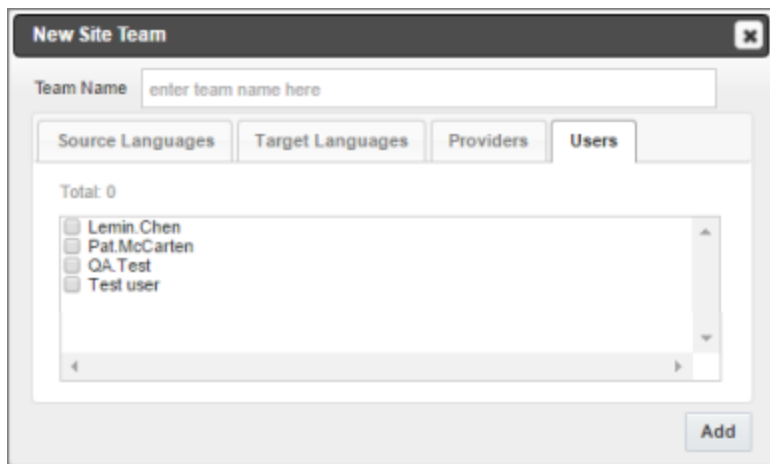 New Site Team
Team Name enter team name here
Source Languages Target Languages Providers Users
Total: 0
Lemin.Chen
Pat.McCarten
QA.Test
Test user
Add